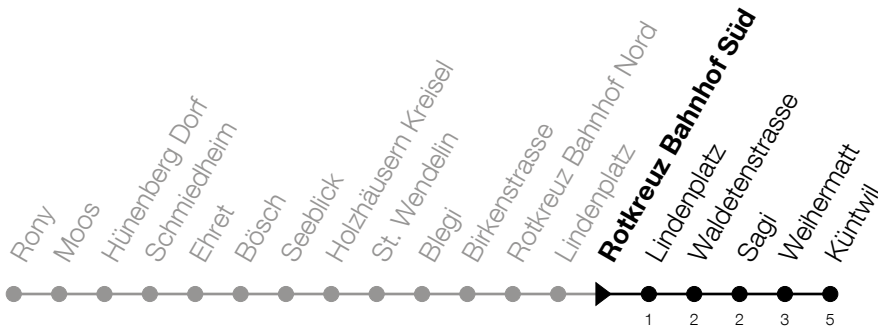 Rony
Moos
Hünenberg Dorf
Schmiedheim
Ehret
Bösch
Seeblick
Holzhäusern Kreisel
St. Wendelin
Blegi
Birkenstrasse
Rotkreuz Bahnhof Nord
Lindenplatz
Rotkreuz Bahnhof Süd
Lindenplatz
Waldetenstrasse
Sagi
Weihermatt
Küntwil
1 2 2 3 5